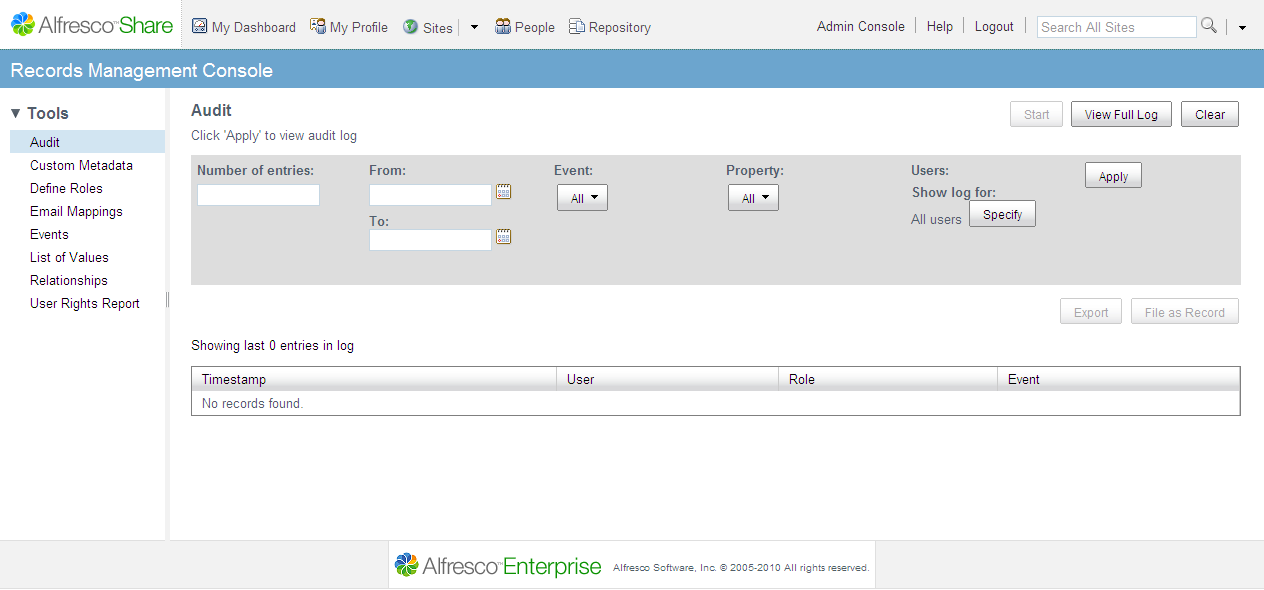 Alfresco™Share My Dashboard My Profile Sites People Repository Admin Console Help Logout Search All Sites
Records Management Console
Tools
Audit
Custom Metadata
Define Roles
Email Mappings
Events
List of Values
Relationships
User Rights Report
Audit Start View Full Log Clear
Click 'Apply' to view audit log
Number of entries: From: Event: Property: Users: Apply
Show log for:
All All
All users Specify
To:
Export File as Record
Showing last 0 entries in log
Timestamp User Role Event
No records found.
Alfresco™Enterprise Alfresco Software, Inc. © 2005-2010 All rights reserved.